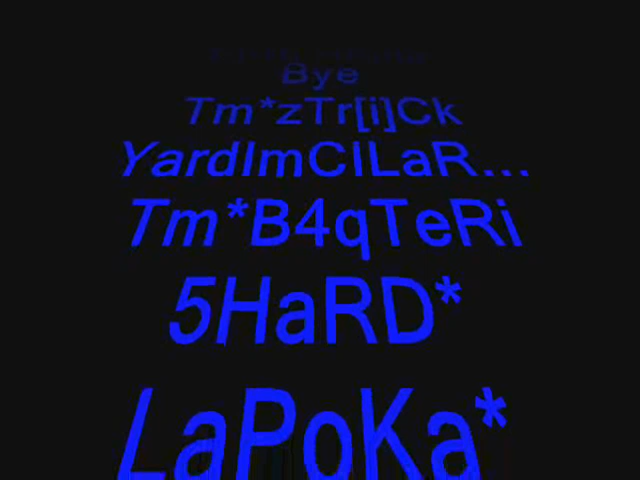 Bye
Tm*zTr[i]Ck
YardImCILaR...
Tm*B4qTeRi
5HaRD*
LaPoKa*